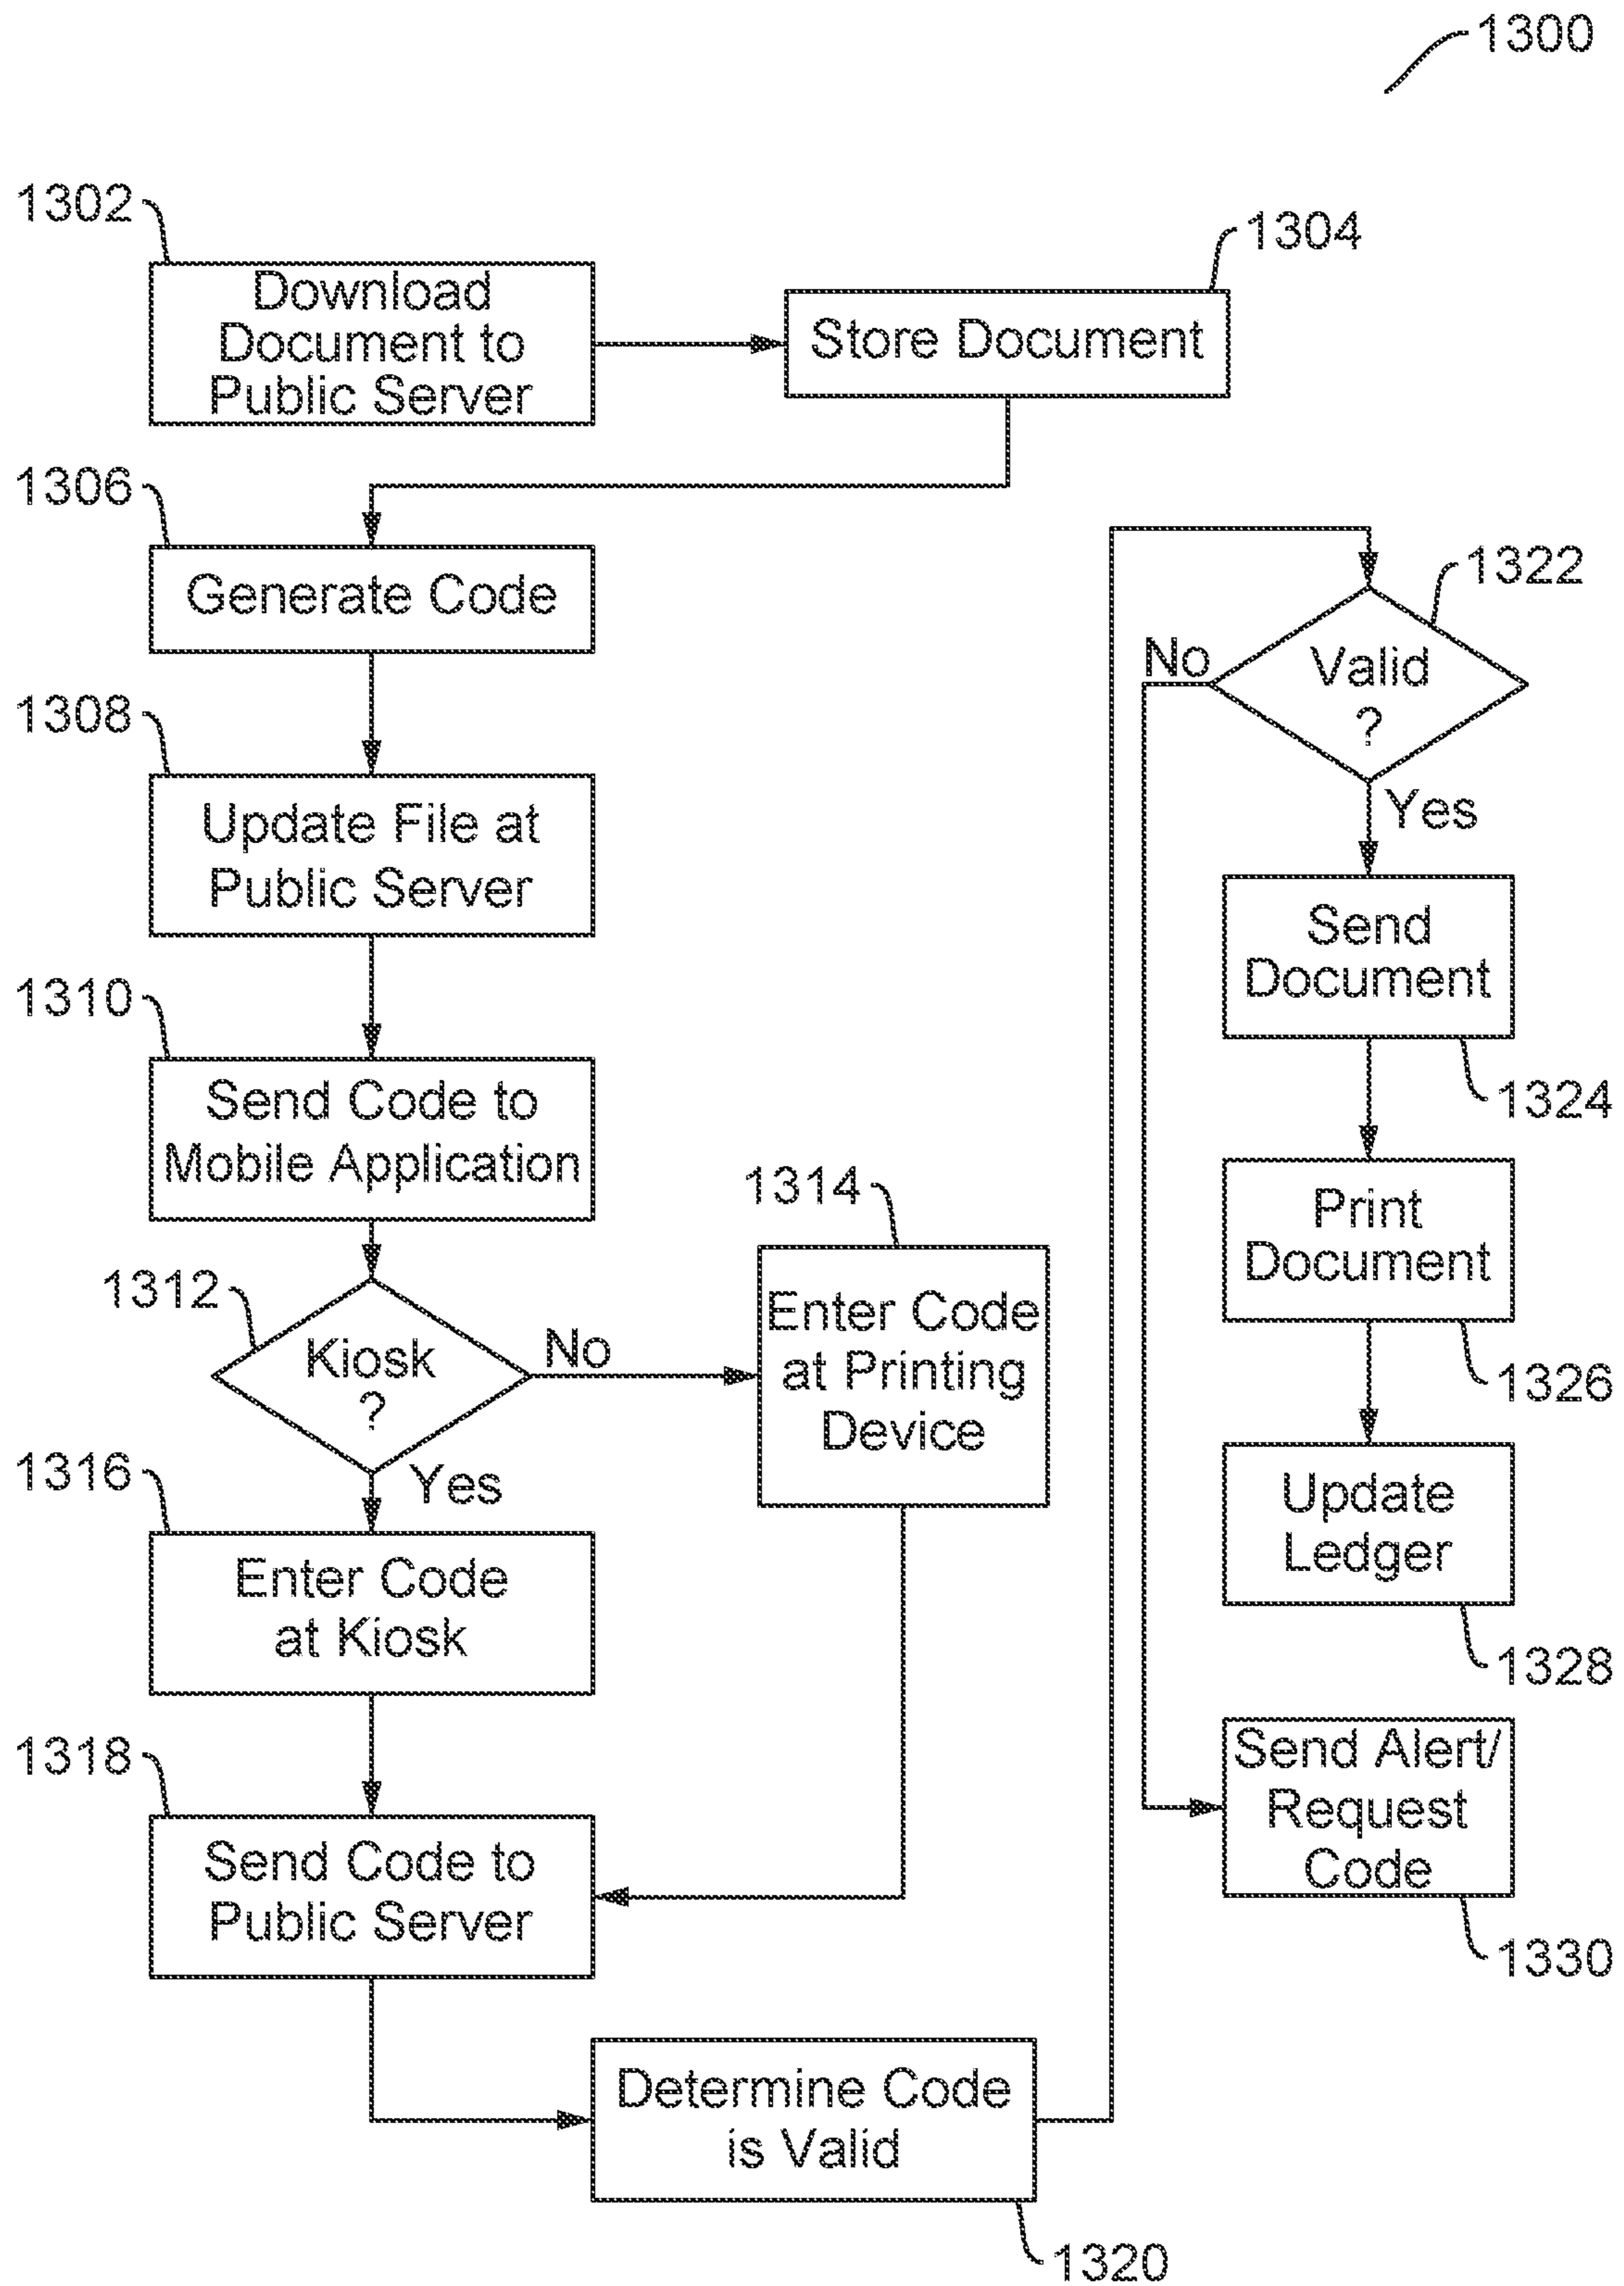 1300
1302
Download
Document to
Public Server
1304
Store Document
1306
Generate Code
1308
Update File at
Public Server
1310
Send Code to
Mobile Application
1312
Kiosk
?
No
Yes
1314
Enter Code
at Printing
Device
1316
Enter Code
at Kiosk
1318
Send Code to
Public Server
Determine Code
is Valid
1320
1322
Valid
?
No
Yes
Send
Document
1324
Print
Document
1326
Update
Ledger
1328
Send Alert/
Request
Code
1330